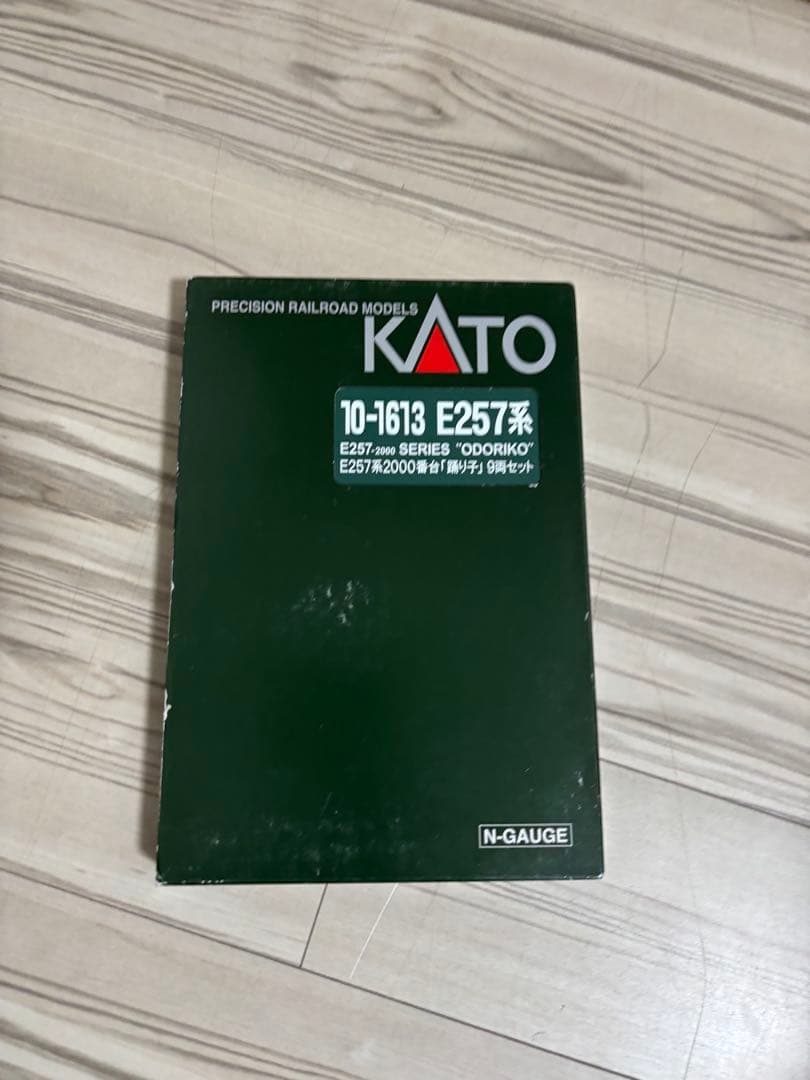 PRECISION RAILROAD MODELS
KATO
10-1613 E257系
E257-2000 SERIES "ODORIKO"
E257系2000番台「踊り子」9両セット
N-GAUGE